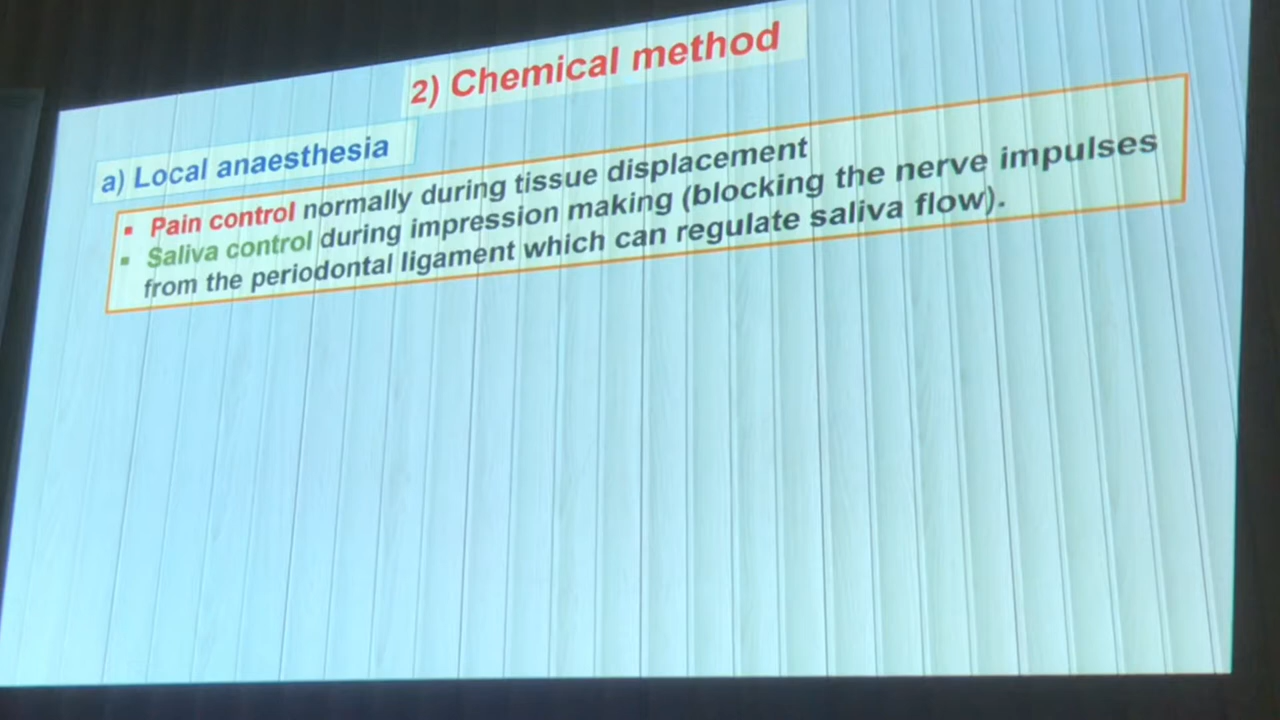 2) Chemical method
a) Local anaesthesia
▪ Pain control normally during tissue displacement
▪ Saliva control during impression making (blocking the nerve impulses
from the periodontal ligament which can regulate saliva flow).